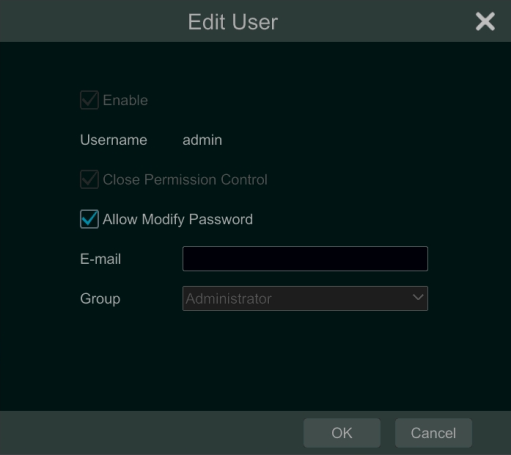 Edit User
Enable
Username admin
Close Permission Control
Allow Modify Password
E-mail
Group Administrator
OK Cancel